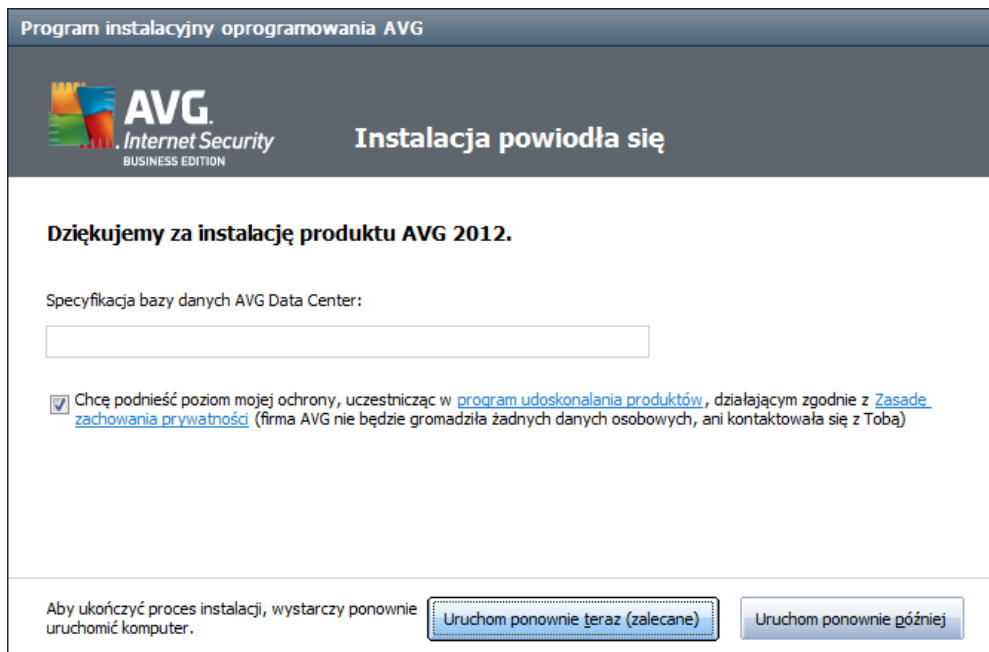 Program instalacyjny oprogramowania AVG
AVG.
Internet Security
BUSINESS EDITION
Instalacja powiodła się
Dziękujemy za instalację produktu AVG 2012.
Specyfikacja bazy danych AVG Data Center:
Chcę podnieść poziom mojej ochrony, uczestnicząc w program udoskonalania produktów, działającym zgodnie z Zasadę
zachowania prywatności (firma AVG nie będzie gromadziła żadnych danych osobowych, ani kontaktowała się z Tobą)
Aby ukończyć proces instalacji, wystarczy ponownie
uruchomić komputer.
Uruchom ponownie teraz (zalecane)
Uruchom ponownie później